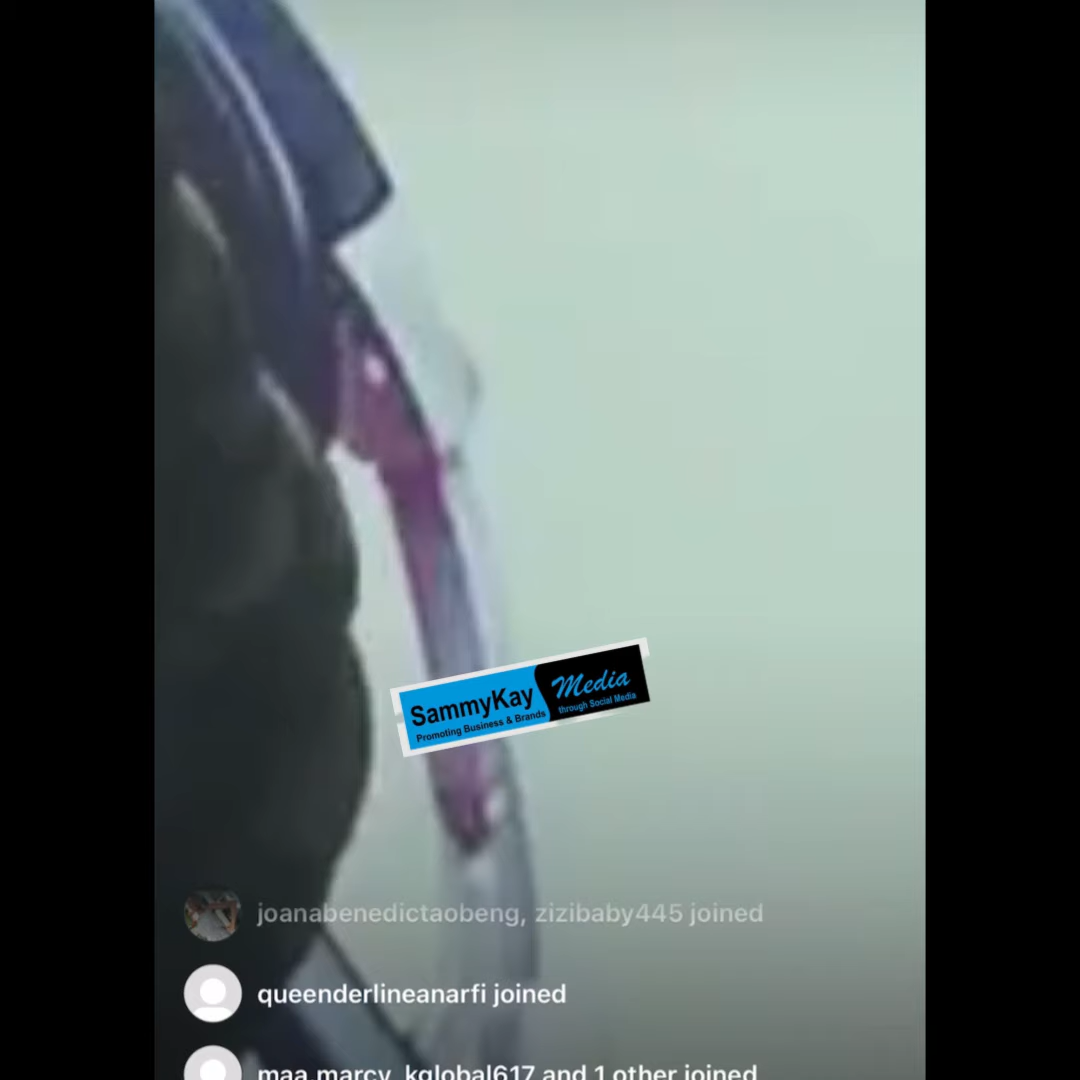 SammyKay Media
Promoting Business & Brands through Social Media
joanabenedictaobeng, zizibaby445 joined
queenderlineanarfi joined
maa.marcy, kglobal617 and 1 other joined